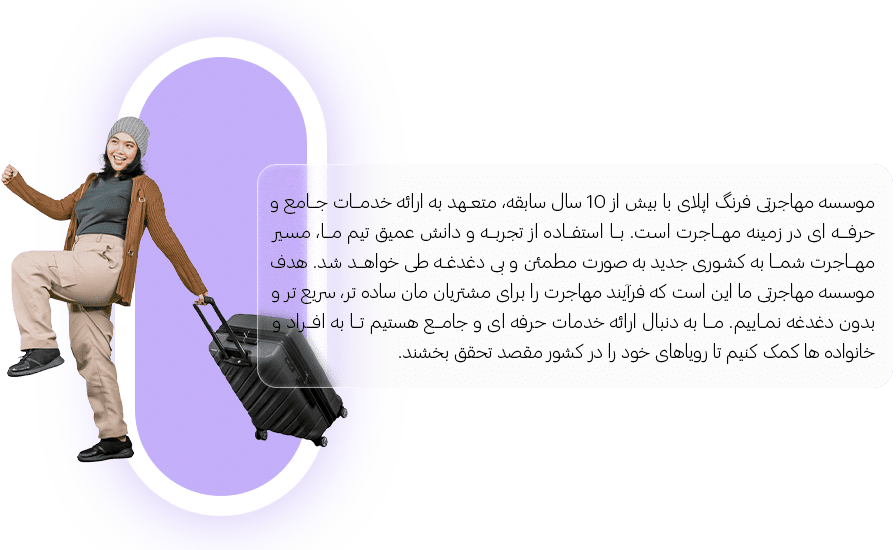 موسسه مهاجرتی فرنگ اپلای با بیش از 10 سال سابقه، متعهد به ارائه خدمات جامع و
حرفه ای در زمینه مهاجرت است. با استفاده از تجربه و دانش عمیق تیم ما، مسیر
مهاجرت شما به کشوری جدید به صورت مطمئن و بی دغدغه طی خواهد شد. هدف
موسسه مهاجرتی ما این است که فرآیند مهاجرت را برای مشتریان مان ساده تر، سریع تر و
بدون دغدغه نماییم. ما به دنبال ارائه خدمات حرفه ای و جامع هستیم تا به افراد و
خانواده ها کمک کنیم تا رویاهای خود را در کشور مقصد تحقق بخشند.